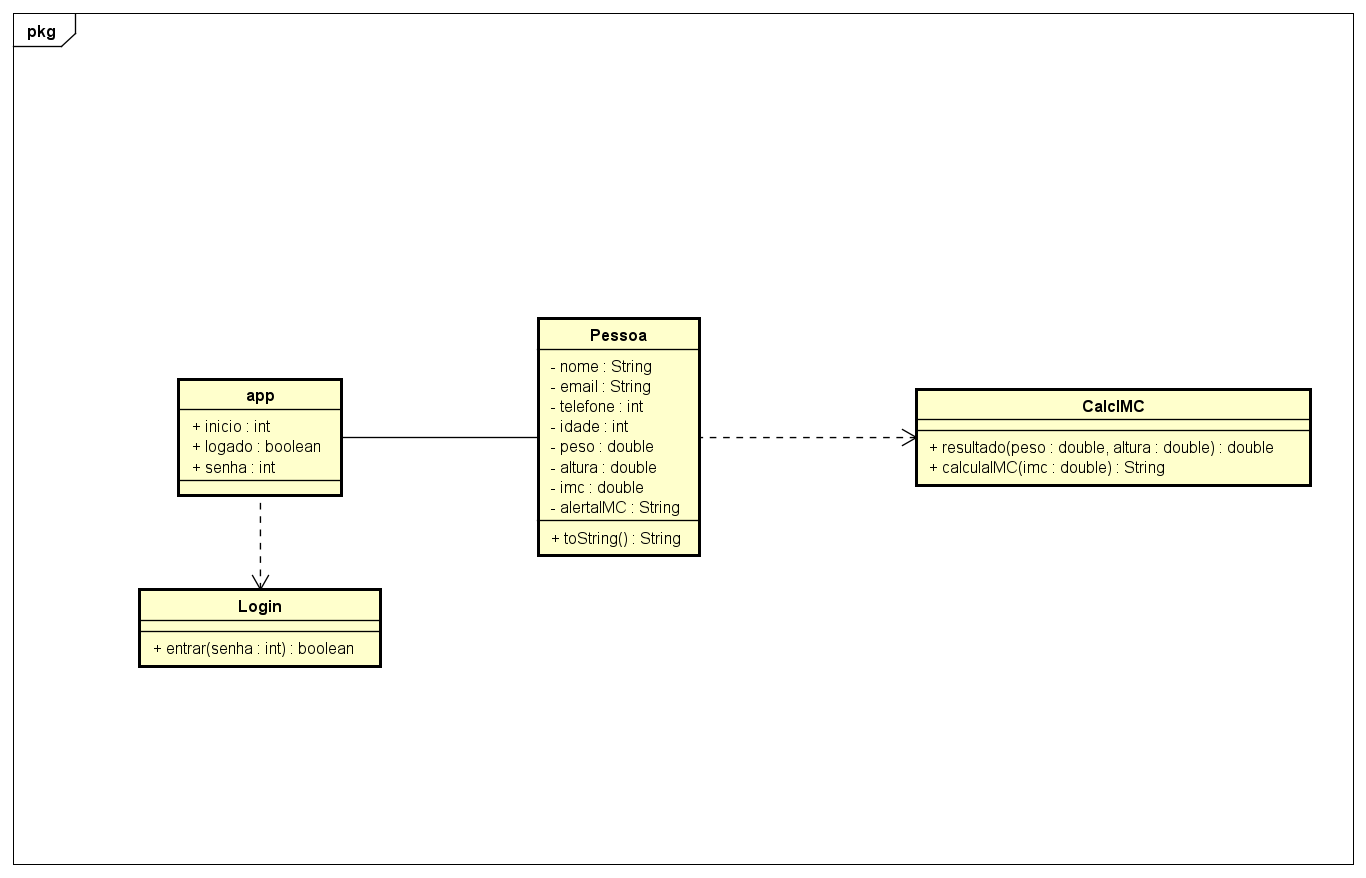 pkg
app
+ inicio : int
+ logado : boolean
+ senha : int
Pessoa
- nome : String
- email : String
- telefone : int
- idade : int
- peso : double
- altura : double
- imc : double
- alertaIMC : String
+ toString() : String
CalcIMC
+ resultado(peso : double, altura : double) : double
+ calculaIMC(imc : double) : String
Login
+ entrar(senha : int) : boolean